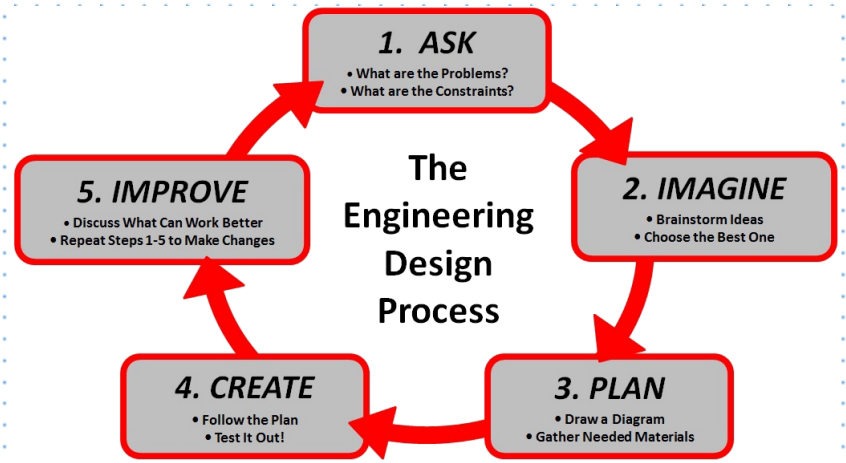 1. ASK
• What are the Problems?
• What are the Constraints?
The
Engineering
Design
Process
2. IMAGINE
• Brainstorm Ideas
• Choose the Best One
3. PLAN
• Draw a Diagram
• Gather Needed Materials
4. CREATE
• Follow the Plan
• Test It Out!
5. IMPROVE
• Discuss What Can Work Better
• Repeat Steps 1-5 to Make Changes